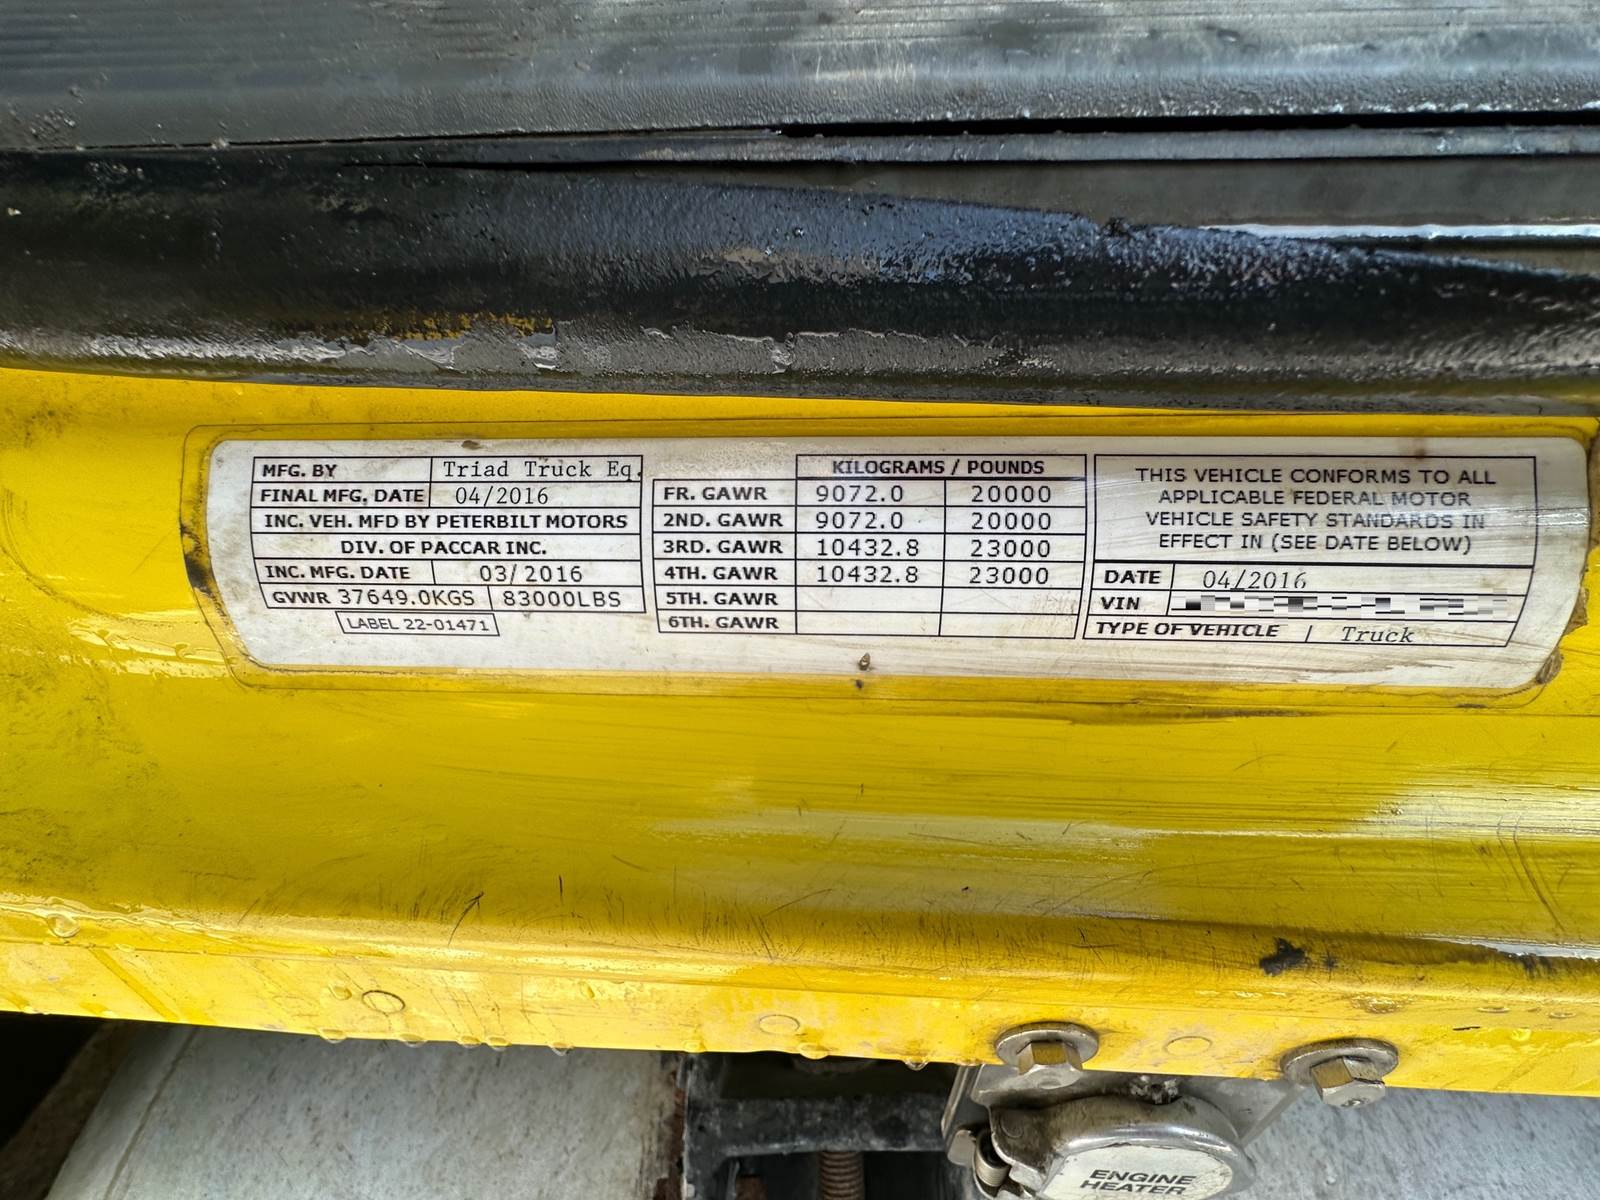 MFG. BY Triad Truck Eq.
FINAL MFG. DATE 04/2016
INC. VEH. MFD BY PETERBILT MOTORS
DIV. OF PACCAR INC.
INC. MFG. DATE 03/2016
GVWR 37649.0KGS 83000LBS
LABEL 22-01471
KILOGRAMS / POUNDS
FR. GAWR 9072.0 20000
2ND. GAWR 9072.0 20000
3RD. GAWR 10432.8 23000
4TH. GAWR 10432.8 23000
5TH. GAWR
6TH. GAWR
THIS VEHICLE CONFORMS TO ALL
APPLICABLE FEDERAL MOTOR
VEHICLE SAFETY STANDARDS IN
EFFECT IN (SEE DATE BELOW)
DATE 04/2016
VIN
TYPE OF VEHICLE / Truck
ENGINE
HEATER